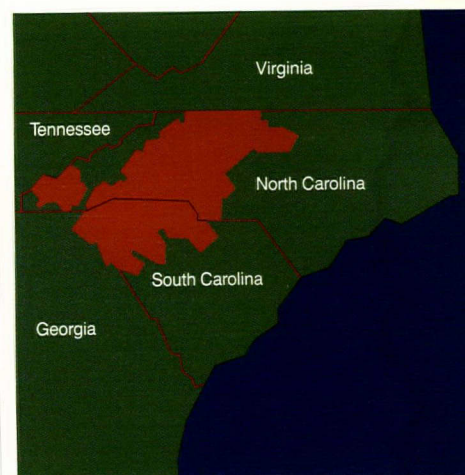 Virginia
Tennessee
North Carolina
South Carolina
Georgia